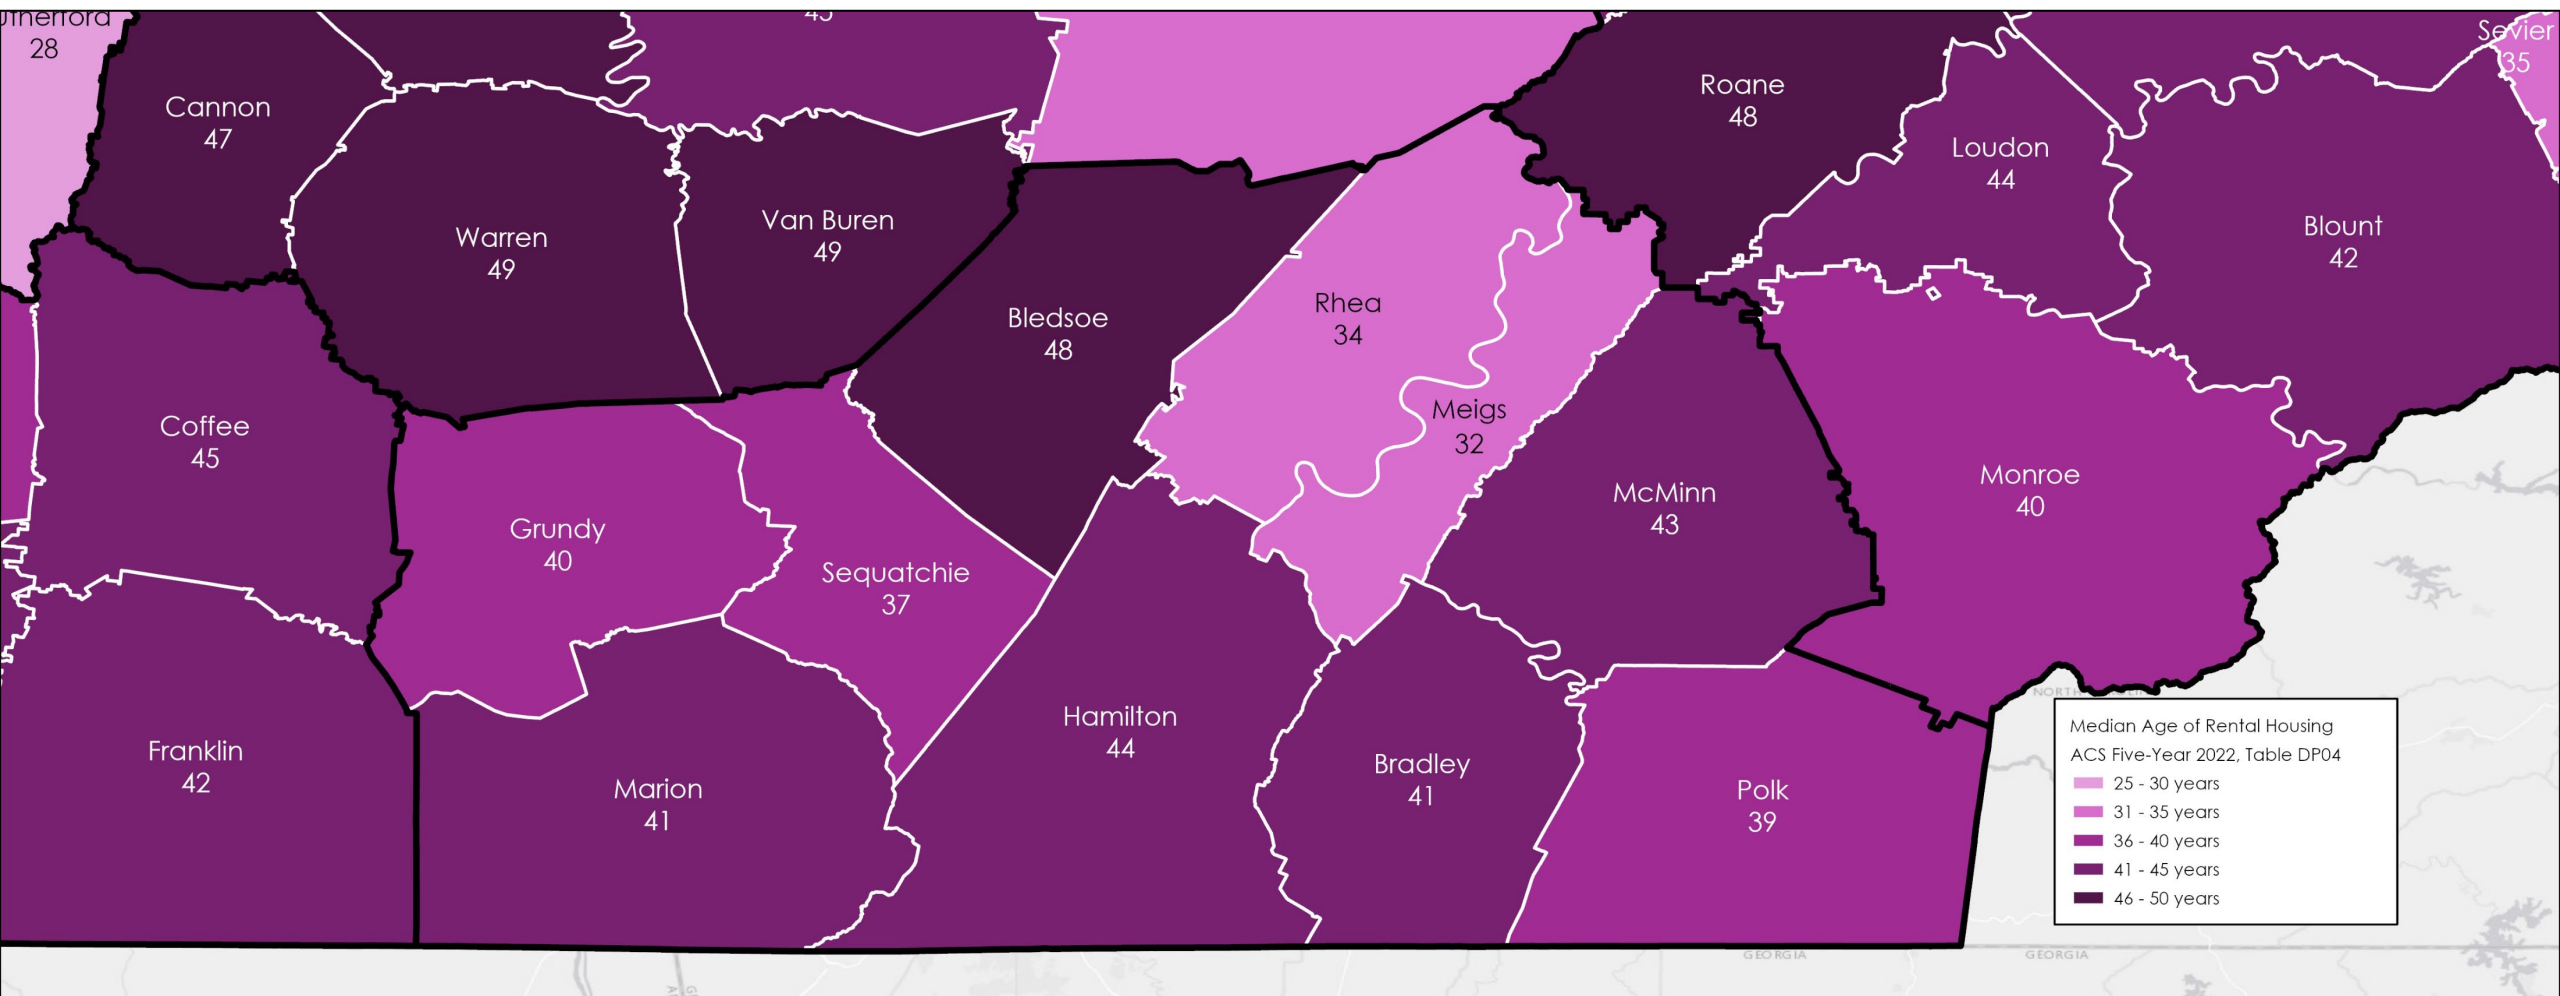 28
Cannon
47
Warren
49
Van Buren
49
Bledsoe
48
Rhea
34
Meigs
32
Roane
48
Loudon
44
Sevier
35
Blount
42
Coffee
45
Grundy
40
Sequatchie
37
McMinn
43
Monroe
40
Franklin
42
Marion
41
Hamilton
44
Bradley
41
Polk
39
Median Age of Rental Housing
ACS Five-Year 2022, Table DP04
25 - 30 years
31 - 35 years
36 - 40 years
41 - 45 years
46 - 50 years
GEORGIA
GEORGIA